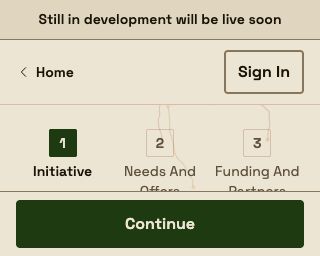 Still in development will be live soon
Home
Sign In
1
2
3
Initiative
Needs And
Offers
Funding And
Partners
Continue